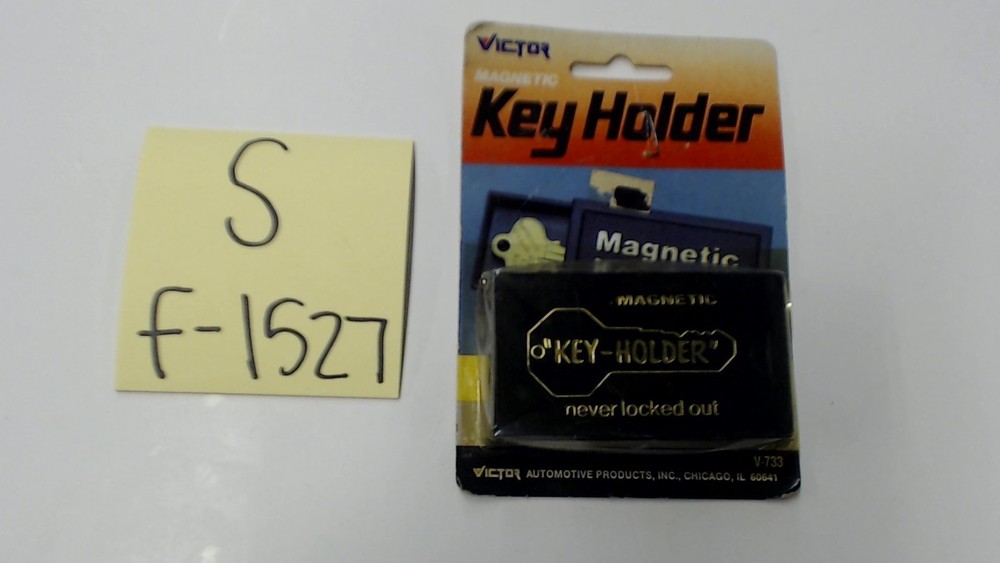 S
F-1527
VICTOR
MAGNETIC
Key Holder
Magnetic
MAGNETIC
"KEY-HOLDER"
never locked out
V-733
VICTOR AUTOMOTIVE PRODUCTS, INC., CHICAGO, IL 60641